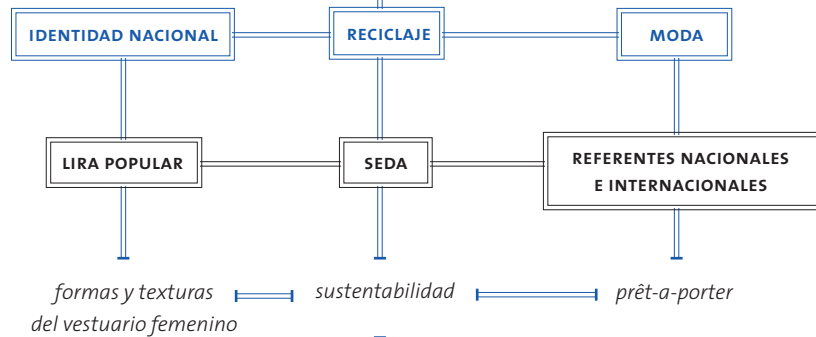 IDENTIDAD NACIONAL
RECICLAJE
MODA
LIRA POPULAR
SEDA
REFERENTES NACIONALES
E INTERNACIONALES
formas y texturas
del vestuario femenino
sustentabilidad
prêt-a-porter